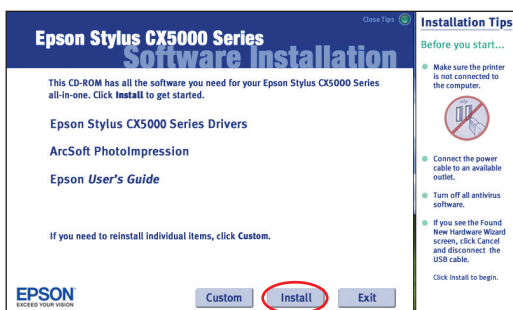 Close Tips
Epson Stylus CX5000 Series
Software Installation
This CD-ROM has all the software you need for your Epson Stylus CX5000 Series
all-in-one. Click Install to get started.
Epson Stylus CX5000 Series Drivers
ArcSoft PhotoImpression
Epson User's Guide
If you need to reinstall individual items, click Custom.
EPSON
EXCEED YOUR VISION
Custom
Install
Exit
Installation Tips
Before you start...
Make sure the printer
is not connected to
the computer.
Connect the power
cable to an available
outlet.
Turn off all antivirus
software.
If you see the Found
New Hardware Wizard
screen, click Cancel
and disconnect the
USB cable.
Click Install to begin.